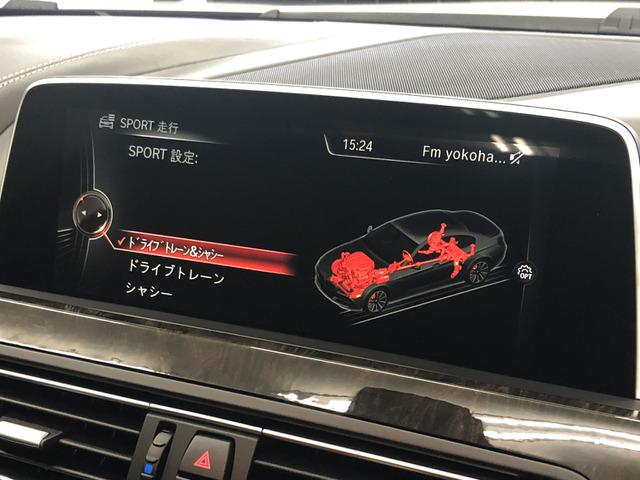 SPORT 走行
15:24
Fm yokoha...
SPORT 設定:
ﾄﾞﾗｲﾌﾞﾄﾚｰﾝ&ｼｬｼｰ
ドライブトレーン
シャシー
OPT